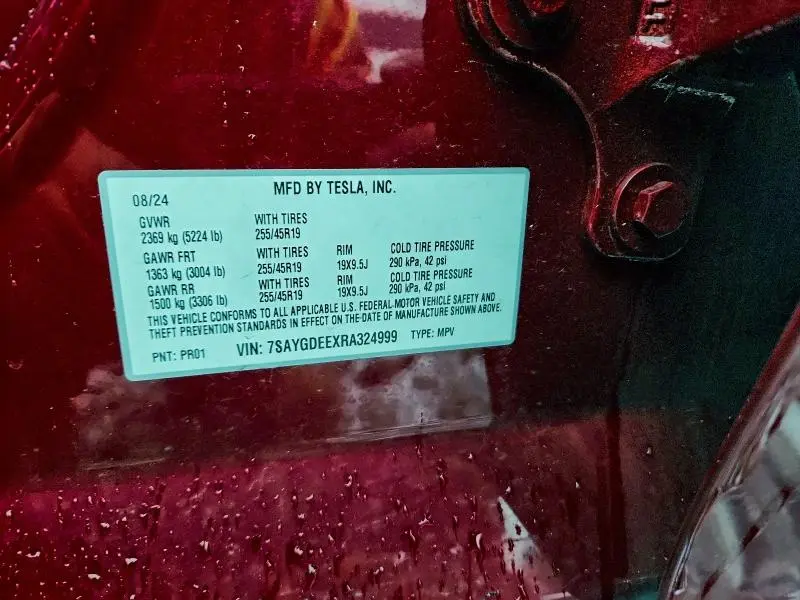 MFD BY TESLA, INC.
08/24
GVWR WITH TIRES
2369 kg (5224 lb) 255/45R19
GAWR FRT WITH TIRES RIM COLD TIRE PRESSURE
1363 kg (3004 lb) 255/45R19 19X9.5J 290 kPa, 42 psi
GAWR RR WITH TIRES RIM COLD TIRE PRESSURE
1500 kg (3306 lb) 255/45R19 19X9.5J 290 kPa, 42 psi
THIS VEHICLE CONFORMS TO ALL APPLICABLE U.S. FEDERAL MOTOR VEHICLE SAFETY AND
THEFT PREVENTION STANDARDS IN EFFECT ON THE DATE OF MANUFACTURE SHOWN ABOVE.
PNT: PR01 VIN: 7SAYGDEEXRA324999 TYPE: MPV